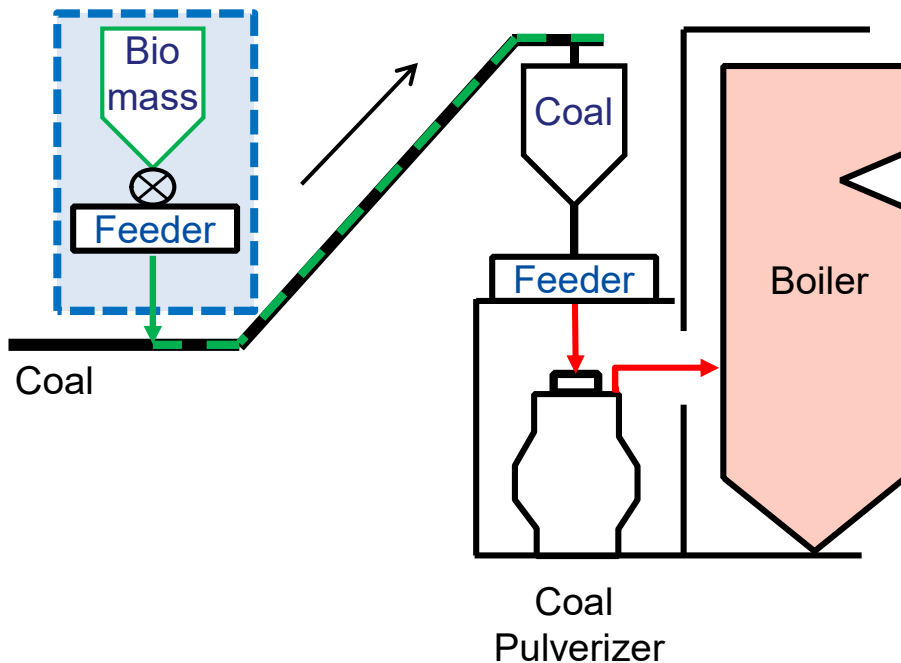 Bio
mass
Feeder
Coal
Coal
Feeder
Boiler
Coal
Pulverizer